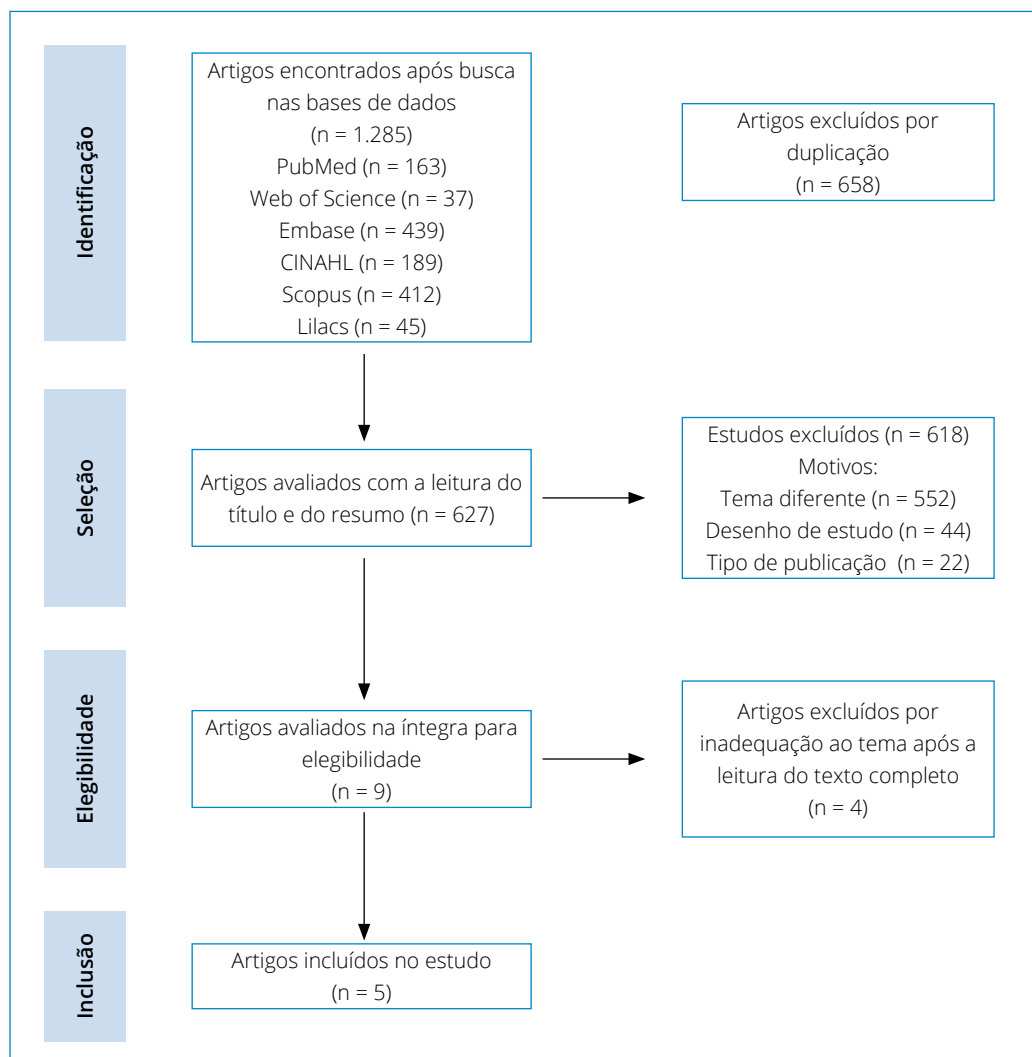 Identificação
Artigos encontrados após busca
nas bases de dados
(n = 1.285)
PubMed (n = 163)
Web of Science (n = 37)
Embase (n = 439)
CINAHL (n = 189)
Scopus (n = 412)
Lilacs (n = 45)
Artigos excluídos por
duplicação
(n = 658)
Seleção
Artigos avaliados com a leitura do
título e do resumo (n = 627)
Estudos excluídos (n = 618)
Motivos:
Tema diferente (n = 552)
Desenho de estudo (n = 44)
Tipo de publicação (n = 22)
Elegibilidade
Artigos avaliados na íntegra para
elegibilidade
(n = 9)
Artigos excluídos por
inadequação ao tema após a
leitura do texto completo
(n = 4)
Inclusão
Artigos incluídos no estudo
(n = 5)